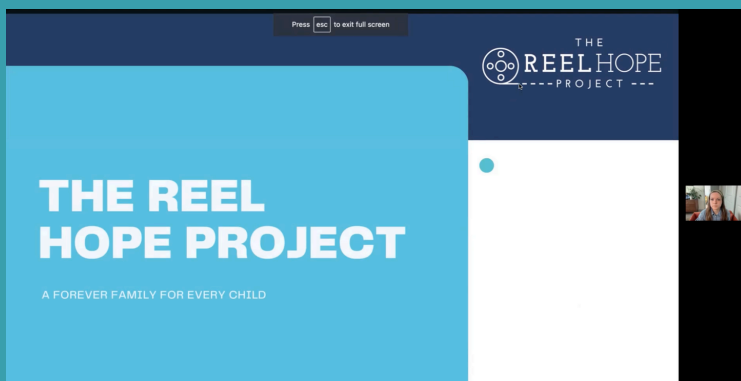 Press esc to exit full screen
THE
REEL HOPE
PROJECT
THE REEL
HOPE PROJECT
A FOREVER FAMILY FOR EVERY CHILD